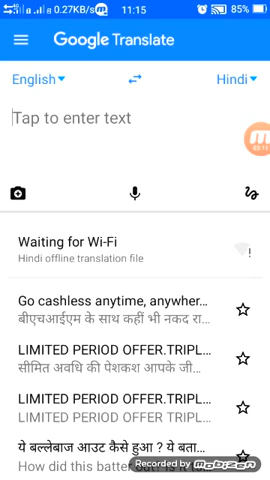 0.27KB/s 11:15 85%
Google Translate
English Hindi
Tap to enter text
Waiting for Wi-Fi
Hindi offline translation file
Go cashless anytime, anywher...
बीएचआईएम के साथ कहीं भी नकद रा...
LIMITED PERIOD OFFER.TRIPL...
सीमित अवधि की पेशकश आपके जी...
LIMITED PERIOD OFFER.TRIPL...
LIMITED PERIOD OFFER.TRIPL...
ये बल्लेबाज आउट कैसे हुआ ? ये बता...
How did this batter
Recorded by mobizen